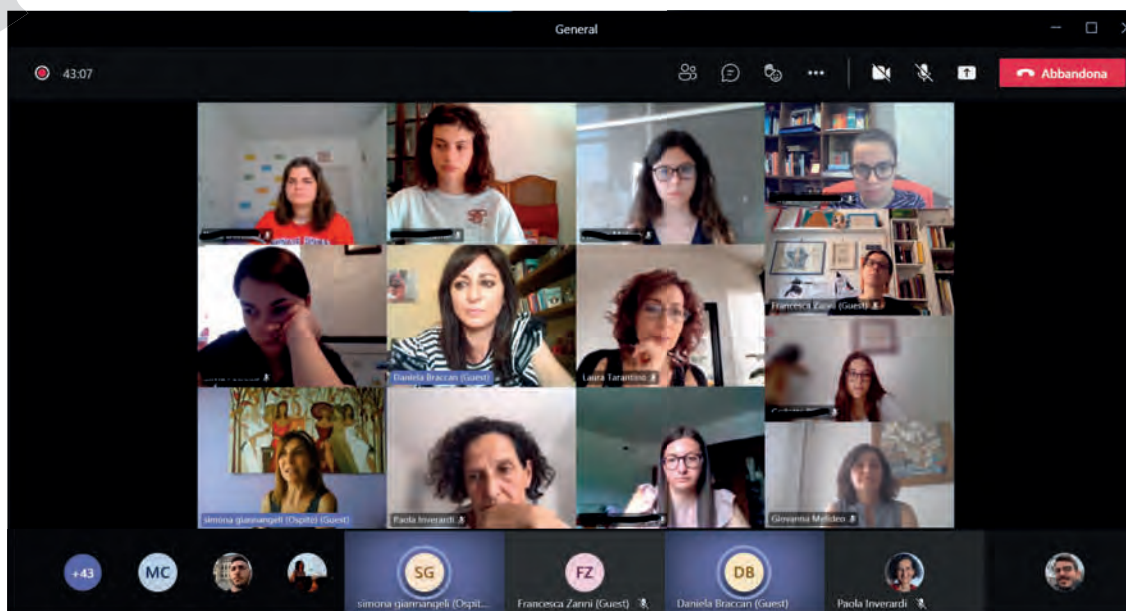 General
43:07
Abbandona
Francesca Zanni (Guest)
Daniela Braccan (Guest)
Laura Tarantino
simona giannangeli (Ospite) (Guest)
Paola Inverardi
Giovanna Melideo
+43
MC
SG
simona giannangeli (Ospit...
FZ
Francesca Zanni (Guest)
DB
Daniela Braccan (Guest)
Paola Inverardi